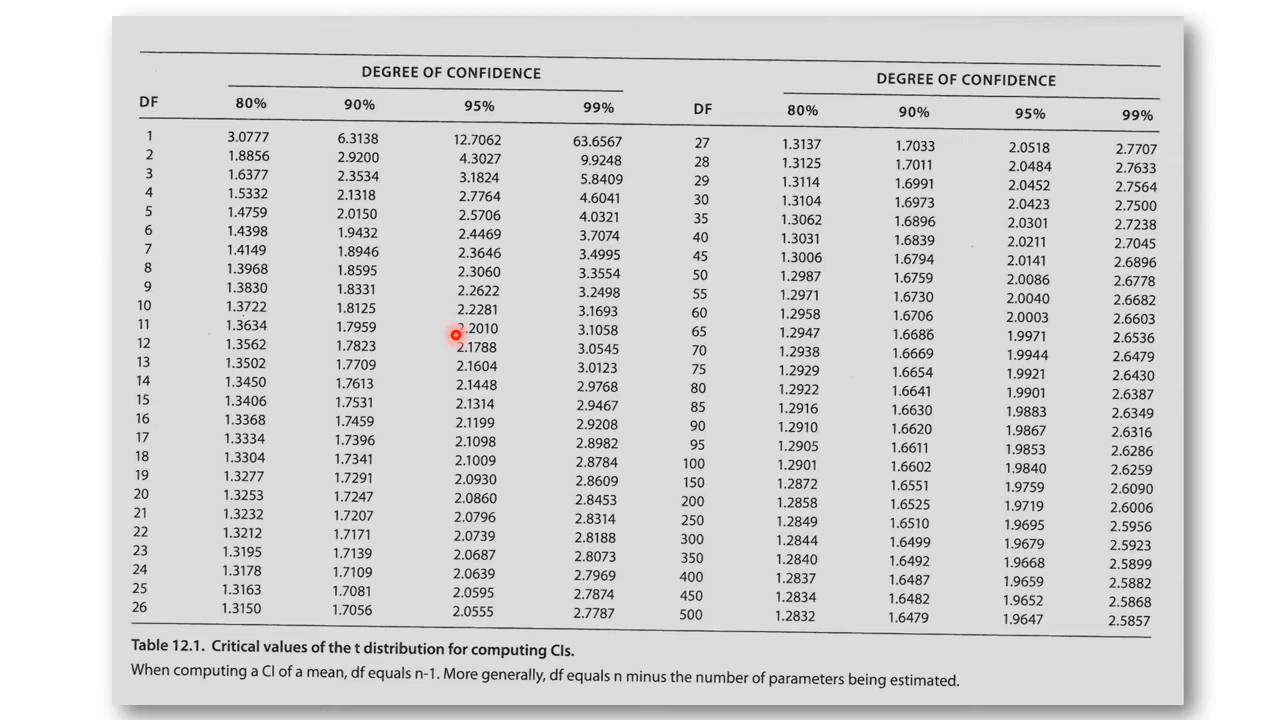 DEGREE OF CONFIDENCE DEGREE OF CONFIDENCE
DF 80% 90% 95% 99% DF 80% 90% 95% 99%
1 3.0777 6.3138 12.7062 63.6567 27 1.3137 1.7033 2.0518 2.7707
2 1.8856 2.9200 4.3027 9.9248 28 1.3125 1.7011 2.0484 2.7633
3 1.6377 2.3534 3.1824 5.8409 29 1.3114 1.6991 2.0452 2.7564
4 1.5332 2.1318 2.7764 4.6041 30 1.3104 1.6973 2.0423 2.7500
5 1.4759 2.0150 2.5706 4.0321 35 1.3062 1.6896 2.0301 2.7238
6 1.4398 1.9432 2.4469 3.7074 40 1.3031 1.6839 2.0211 2.7045
7 1.4149 1.8946 2.3646 3.4995 45 1.3006 1.6794 2.0141 2.6896
8 1.3968 1.8595 2.3060 3.3554 50 1.2987 1.6759 2.0086 2.6778
9 1.3830 1.8331 2.2622 3.2498 55 1.2971 1.6730 2.0040 2.6682
10 1.3722 1.8125 2.2281 3.1693 60 1.2958 1.6706 2.0003 2.6603
11 1.3634 1.7959 2.2010 3.1058 65 1.2947 1.6686 1.9971 2.6536
12 1.3562 1.7823 2.1788 3.0545 70 1.2938 1.6669 1.9944 2.6479
13 1.3502 1.7709 2.1604 3.0123 75 1.2929 1.6654 1.9921 2.6430
14 1.3450 1.7613 2.1448 2.9768 80 1.2922 1.6641 1.9901 2.6387
15 1.3406 1.7531 2.1314 2.9467 85 1.2916 1.6630 1.9883 2.6349
16 1.3368 1.7459 2.1199 2.9208 90 1.2910 1.6620 1.9867 2.6316
17 1.3334 1.7396 2.1098 2.8982 95 1.2905 1.6611 1.9853 2.6286
18 1.3304 1.7341 2.1009 2.8784 100 1.2901 1.6602 1.9840 2.6259
19 1.3277 1.7291 2.0930 2.8609 150 1.2872 1.6551 1.9759 2.6090
20 1.3253 1.7247 2.0860 2.8453 200 1.2858 1.6525 1.9719 2.6006
21 1.3232 1.7207 2.0796 2.8314 250 1.2849 1.6510 1.9695 2.5956
22 1.3212 1.7171 2.0739 2.8188 300 1.2844 1.6499 1.9679 2.5923
23 1.3195 1.7139 2.0687 2.8073 350 1.2840 1.6492 1.9668 2.5899
24 1.3178 1.7109 2.0639 2.7969 400 1.2837 1.6487 1.9659 2.5882
25 1.3163 1.7081 2.0595 2.7874 450 1.2834 1.6482 1.9652 2.5868
26 1.3150 1.7056 2.0555 2.7787 500 1.2832 1.6479 1.9647 2.5857
Table 12.1. Critical values of the t distribution for computing CIs.
When computing a CI of a mean, df equals n-1. More generally, df equals n minus the number of parameters being estimated.